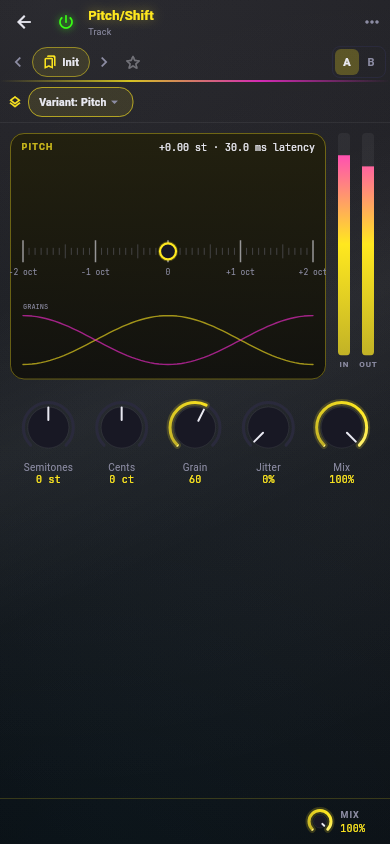 Pitch/Shift
Track
Init
A B
Variant: Pitch
PITCH +0.00 st · 30.0 ms latency
-2 oct -1 oct 0 +1 oct +2 oct
GRAINS
IN OUT
Semitones Cents Grain Jitter Mix
0 st 0 ct 60 0% 100%
MIX
100%